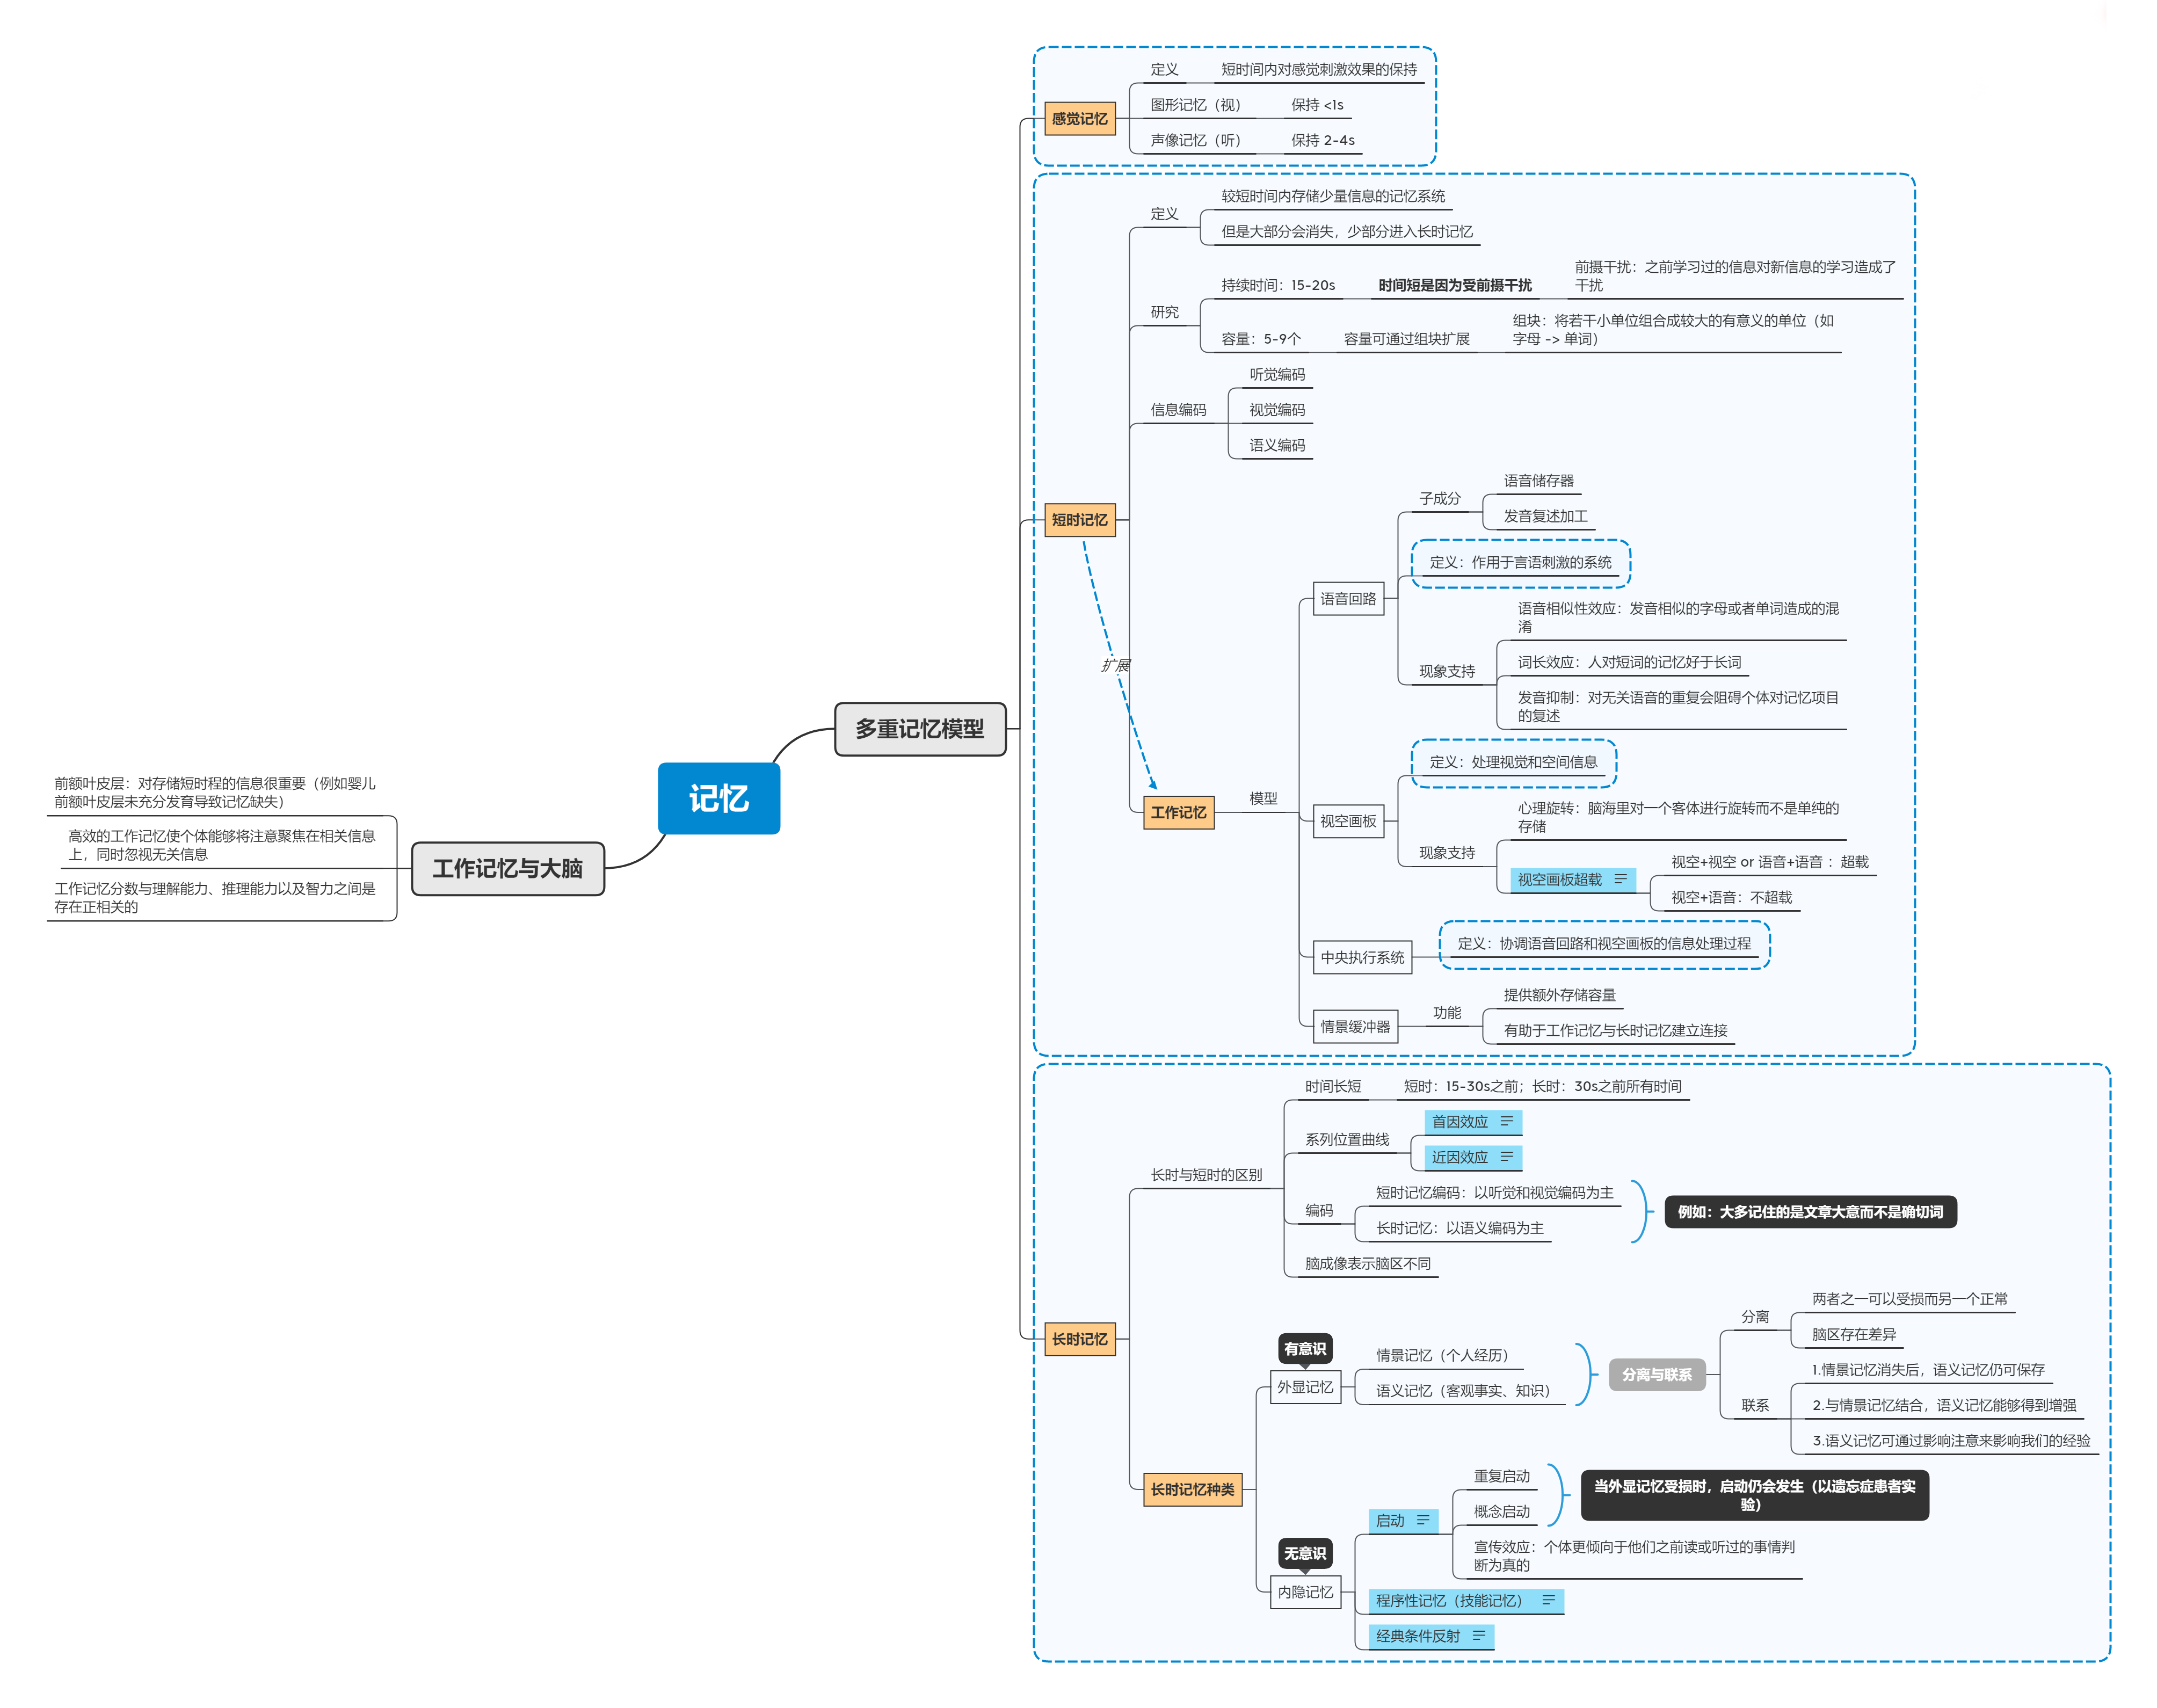 记忆
多重记忆模型
感觉记忆
定义
短时间内对感觉刺激效果的保持
图形记忆（视）
保持 <1s
声像记忆（听）
保持 2-4s
短时记忆
定义
较短时间内存储少量信息的记忆系统
但是大部分会消失，少部分进入长时记忆
研究
持续时间：15-20s
时间短是因为受前摄干扰
前摄干扰：之前学习过的信息对新信息的学习造成了
干扰
容量：5-9个
容量可通过组块扩展
组块：将若干小单位组合成较大的有意义的单位（如
字母 -> 单词）
信息编码
听觉编码
视觉编码
语义编码
扩展
工作记忆
模型
语音回路
子成分
语音储存器
发音复述加工
定义：作用于言语刺激的系统
现象支持
语音相似性效应：发音相似的字母或者单词造成的混
淆
词长效应：人对短词的记忆好于长词
发音抑制：对无关语音的重复会阻碍个体对记忆项目
的复述
视空画板
定义：处理视觉和空间信息
现象支持
心理旋转：脑海里对一个客体进行旋转而不是单纯的
存储
视空画板超载
视空+视空 or 语音+语音 ：超载
视空+语音：不超载
中央执行系统
定义：协调语音回路和视空画板的信息处理过程
情景缓冲器
功能
提供额外存储容量
有助于工作记忆与长时记忆建立连接
长时记忆
长时与短时的区别
时间长短
短时：15-30s之前；长时：30s之前所有时间
系列位置曲线
首因效应
近因效应
编码
短时记忆编码：以听觉和视觉编码为主
长时记忆：以语义编码为主
例如：大多记住的是文章大意而不是确切词
脑成像表示脑区不同
长时记忆种类
有意识
外显记忆
情景记忆（个人经历）
语义记忆（客观事实、知识）
分离与联系
分离
两者之一可以受损而另一个正常
脑区存在差异
联系
1.情景记忆消失后，语义记忆仍可保存
2.与情景记忆结合，语义记忆能够得到增强
3.语义记忆可通过影响注意来影响我们的经验
无意识
内隐记忆
启动
重复启动
概念启动
当外显记忆受损时，启动仍会发生（以遗忘症患者实
验）
宣传效应：个体更倾向于他们之前读或听过的事情判
断为真的
程序性记忆（技能记忆）
经典条件反射
工作记忆与大脑
前额叶皮层：对存储短时程的信息很重要（例如婴儿
前额叶皮层未充分发育导致记忆缺失）
高效的工作记忆使个体能够将注意聚焦在相关信息
上，同时忽视无关信息
工作记忆分数与理解能力、推理能力以及智力之间是
存在正相关的